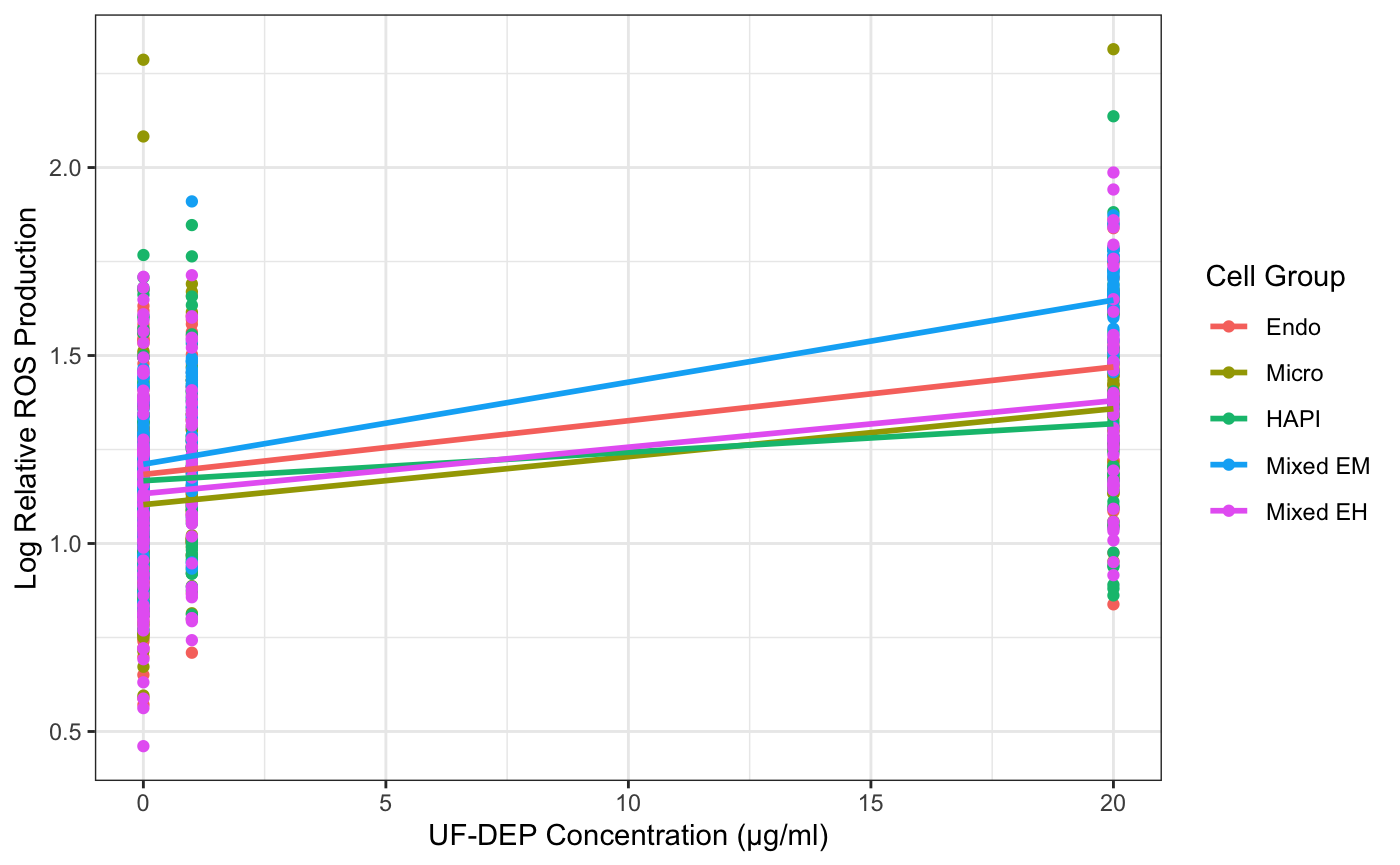 Log Relative ROS Production
2.0
1.5
1.0
0.5
0 5 10 15 20
UF-DEP Concentration (µg/ml)
Cell Group
Endo
Micro
HAPI
Mixed EM
Mixed EH